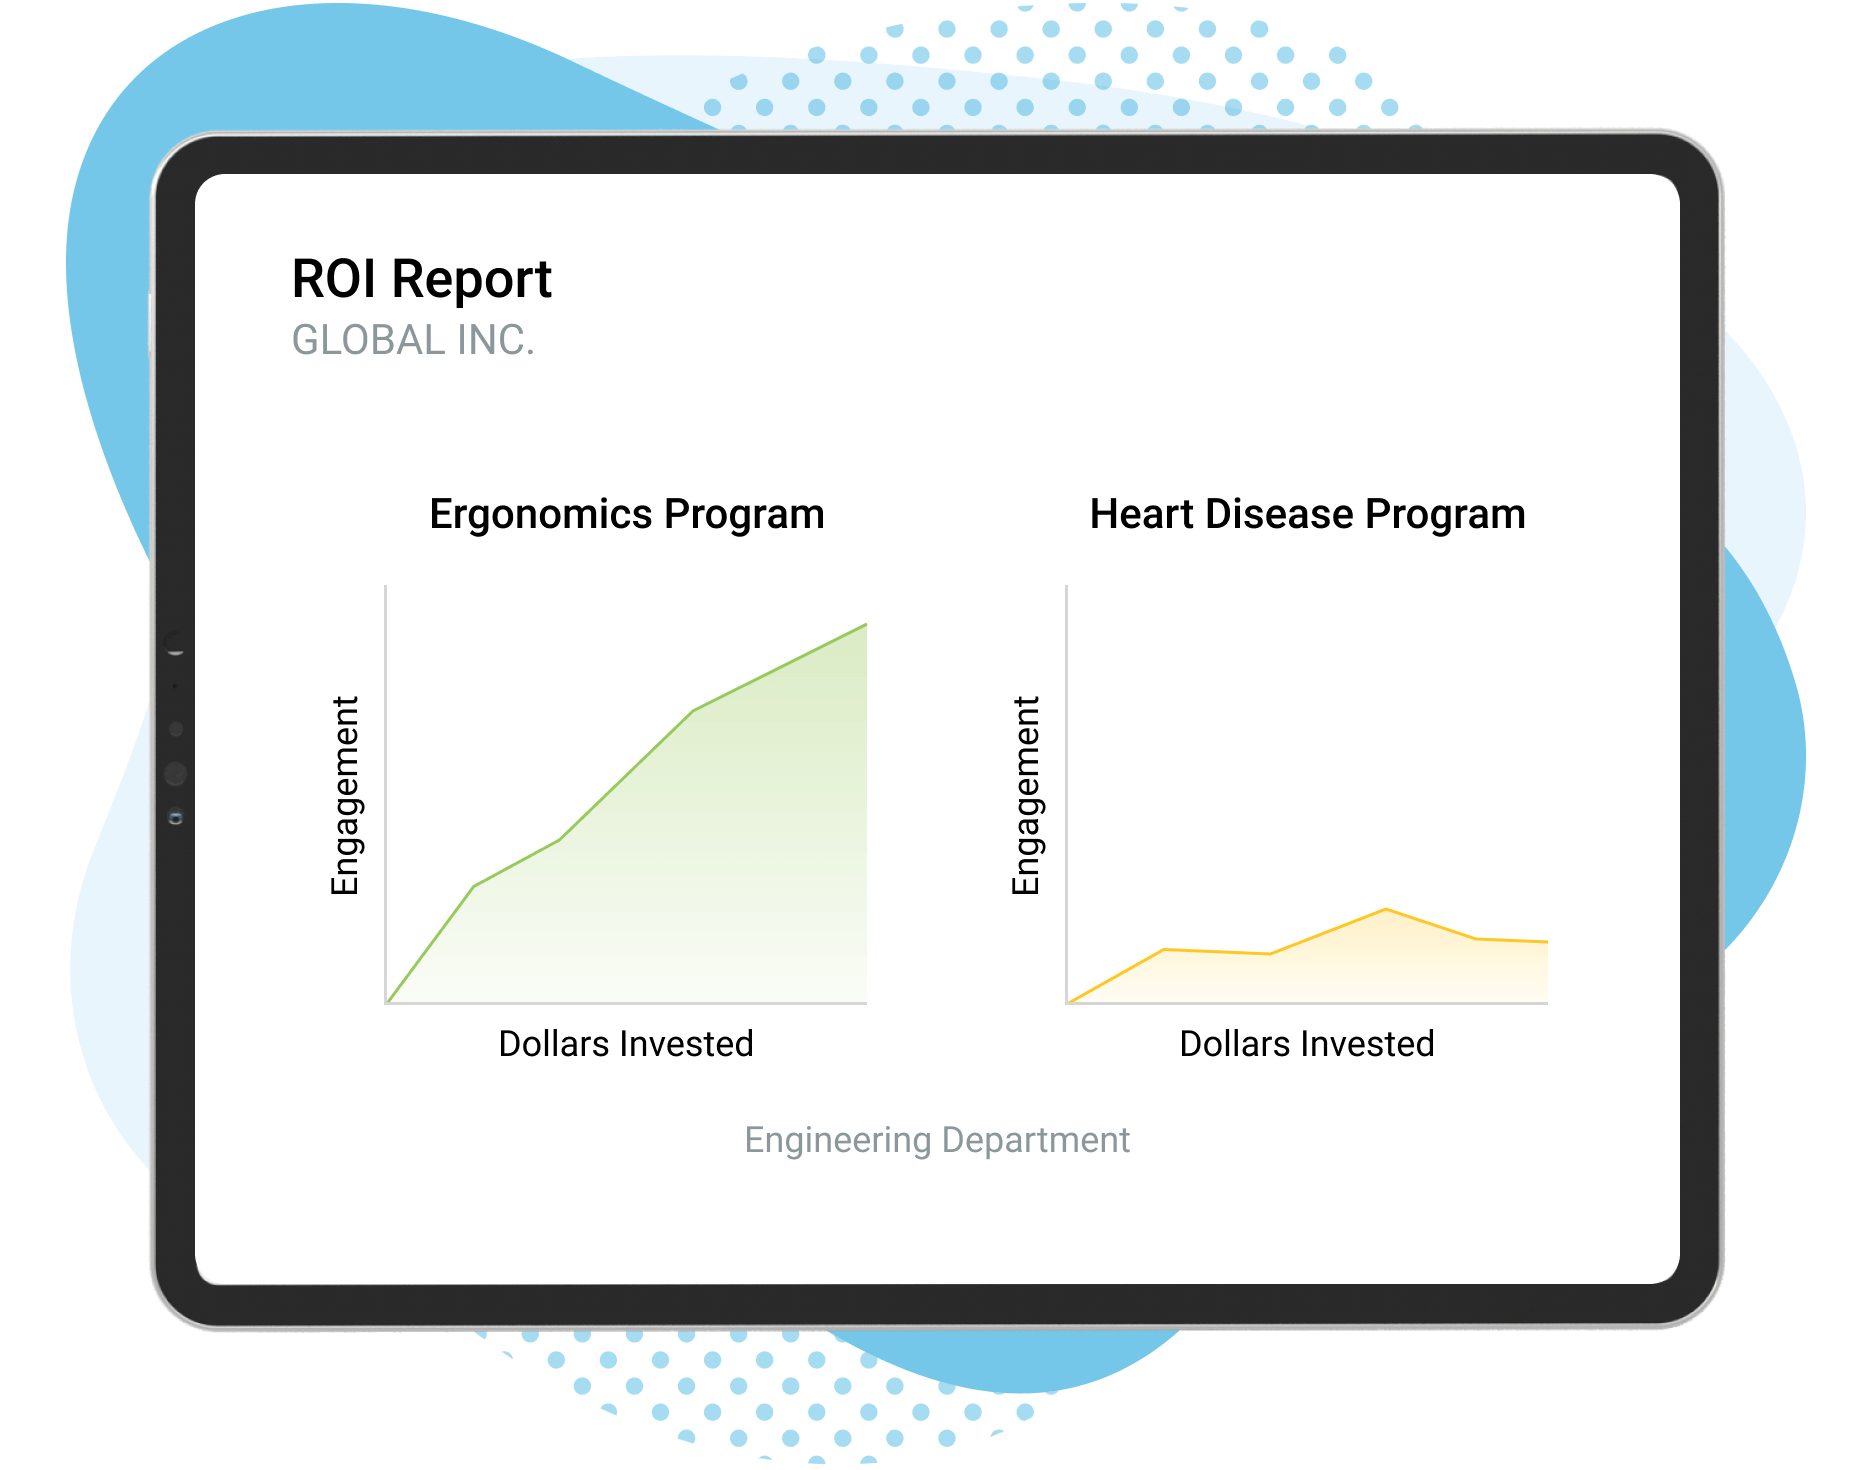 ROI Report
GLOBAL INC.
Ergonomics Program
Engagement
Dollars Invested
Heart Disease Program
Engagement
Dollars Invested
Engineering Department